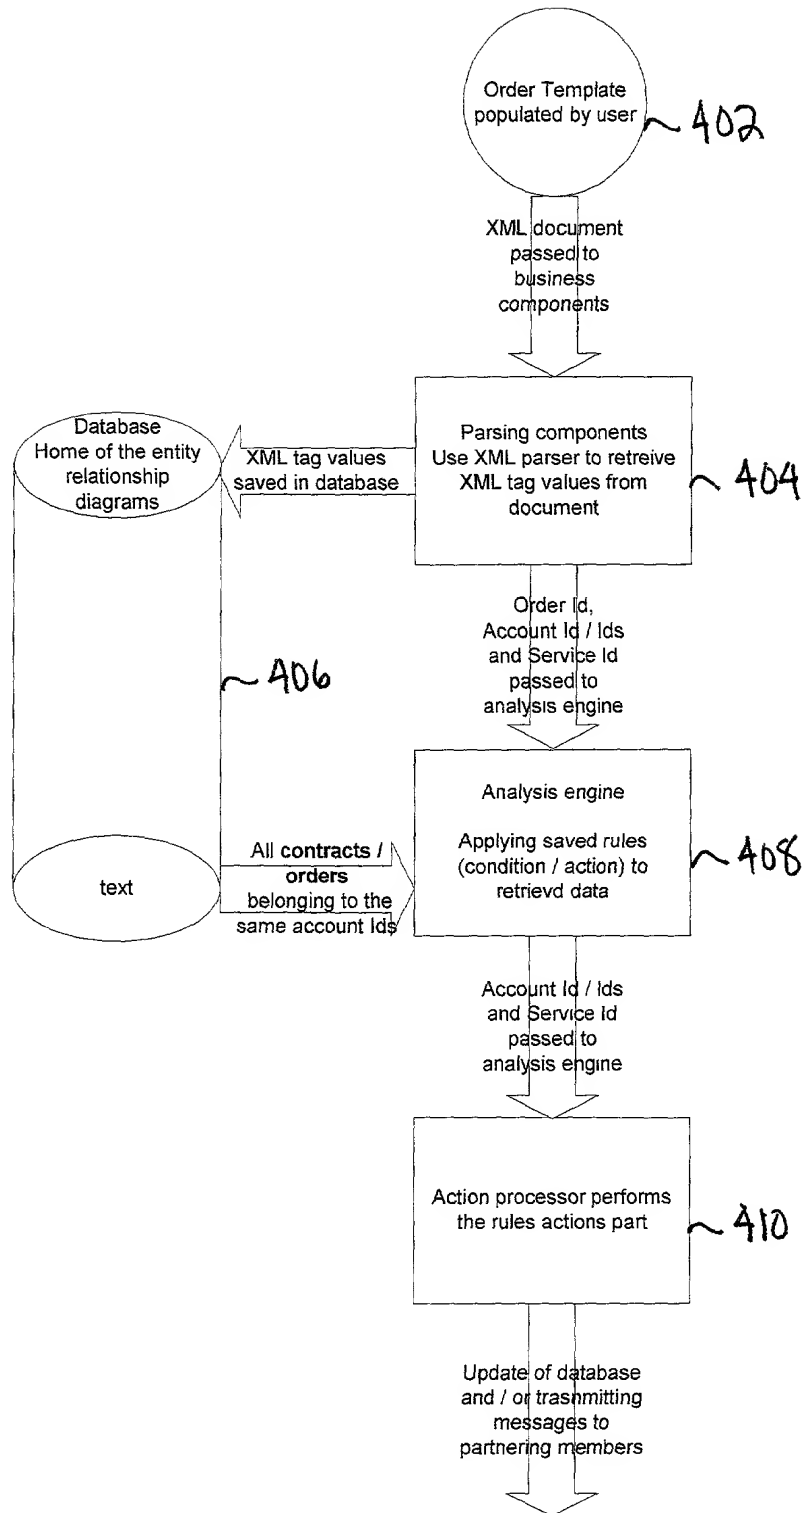 Order Template
populated by user
402
XML document
passed to
business
components
Database
Home of the entity
relationship
diagrams
XML tag values
saved in database
Parsing components
Use XML parser to retreive
XML tag values from
document
404
Order Id,
Account Id / Ids
and Service Id
passed to
analysis engine
406
Analysis engine
Applying saved rules
(condition / action) to
retrievd data
408
text
All contracts /
orders
belonging to the
same account Ids
Account Id / Ids
and Service Id
passed to
analysis engine
Action processor performs
the rules actions part
410
Update of database
and / or trasnmitting
messages to
partnering members